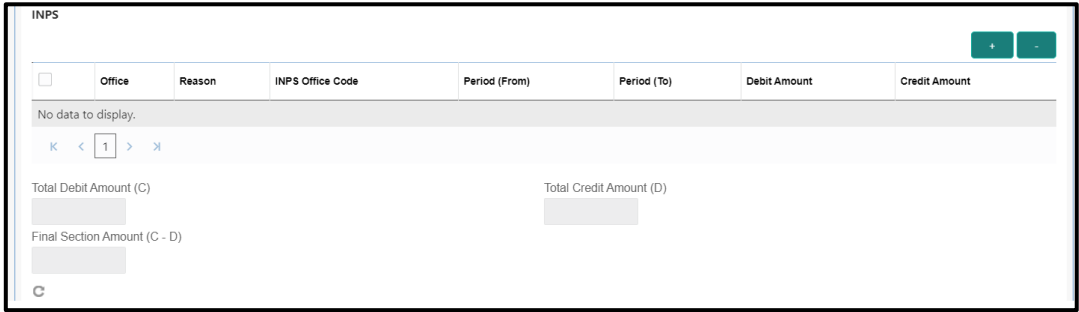 INPS
+ -
Office Reason INPS Office Code Period (From) Period (To) Debit Amount Credit Amount
No data to display.
1
Total Debit Amount (C) Total Credit Amount (D)
Final Section Amount (C - D)